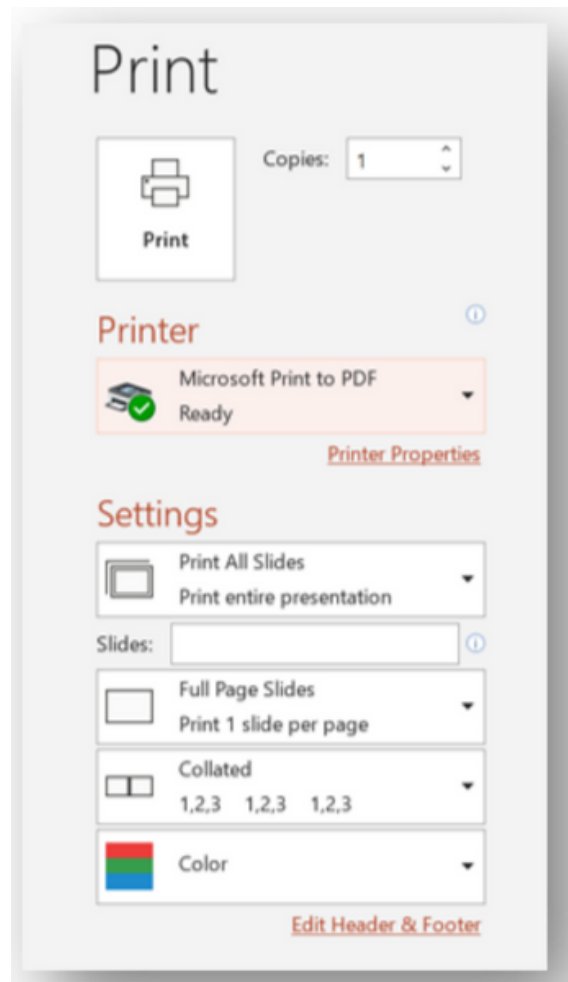 Print
Copies: 1
Print
Printer
Microsoft Print to PDF
Ready
Printer Properties
Settings
Print All Slides
Print entire presentation
Slides:
Full Page Slides
Print 1 slide per page
Collated
1,2,3 1,2,3 1,2,3
Color
Edit Header & Footer